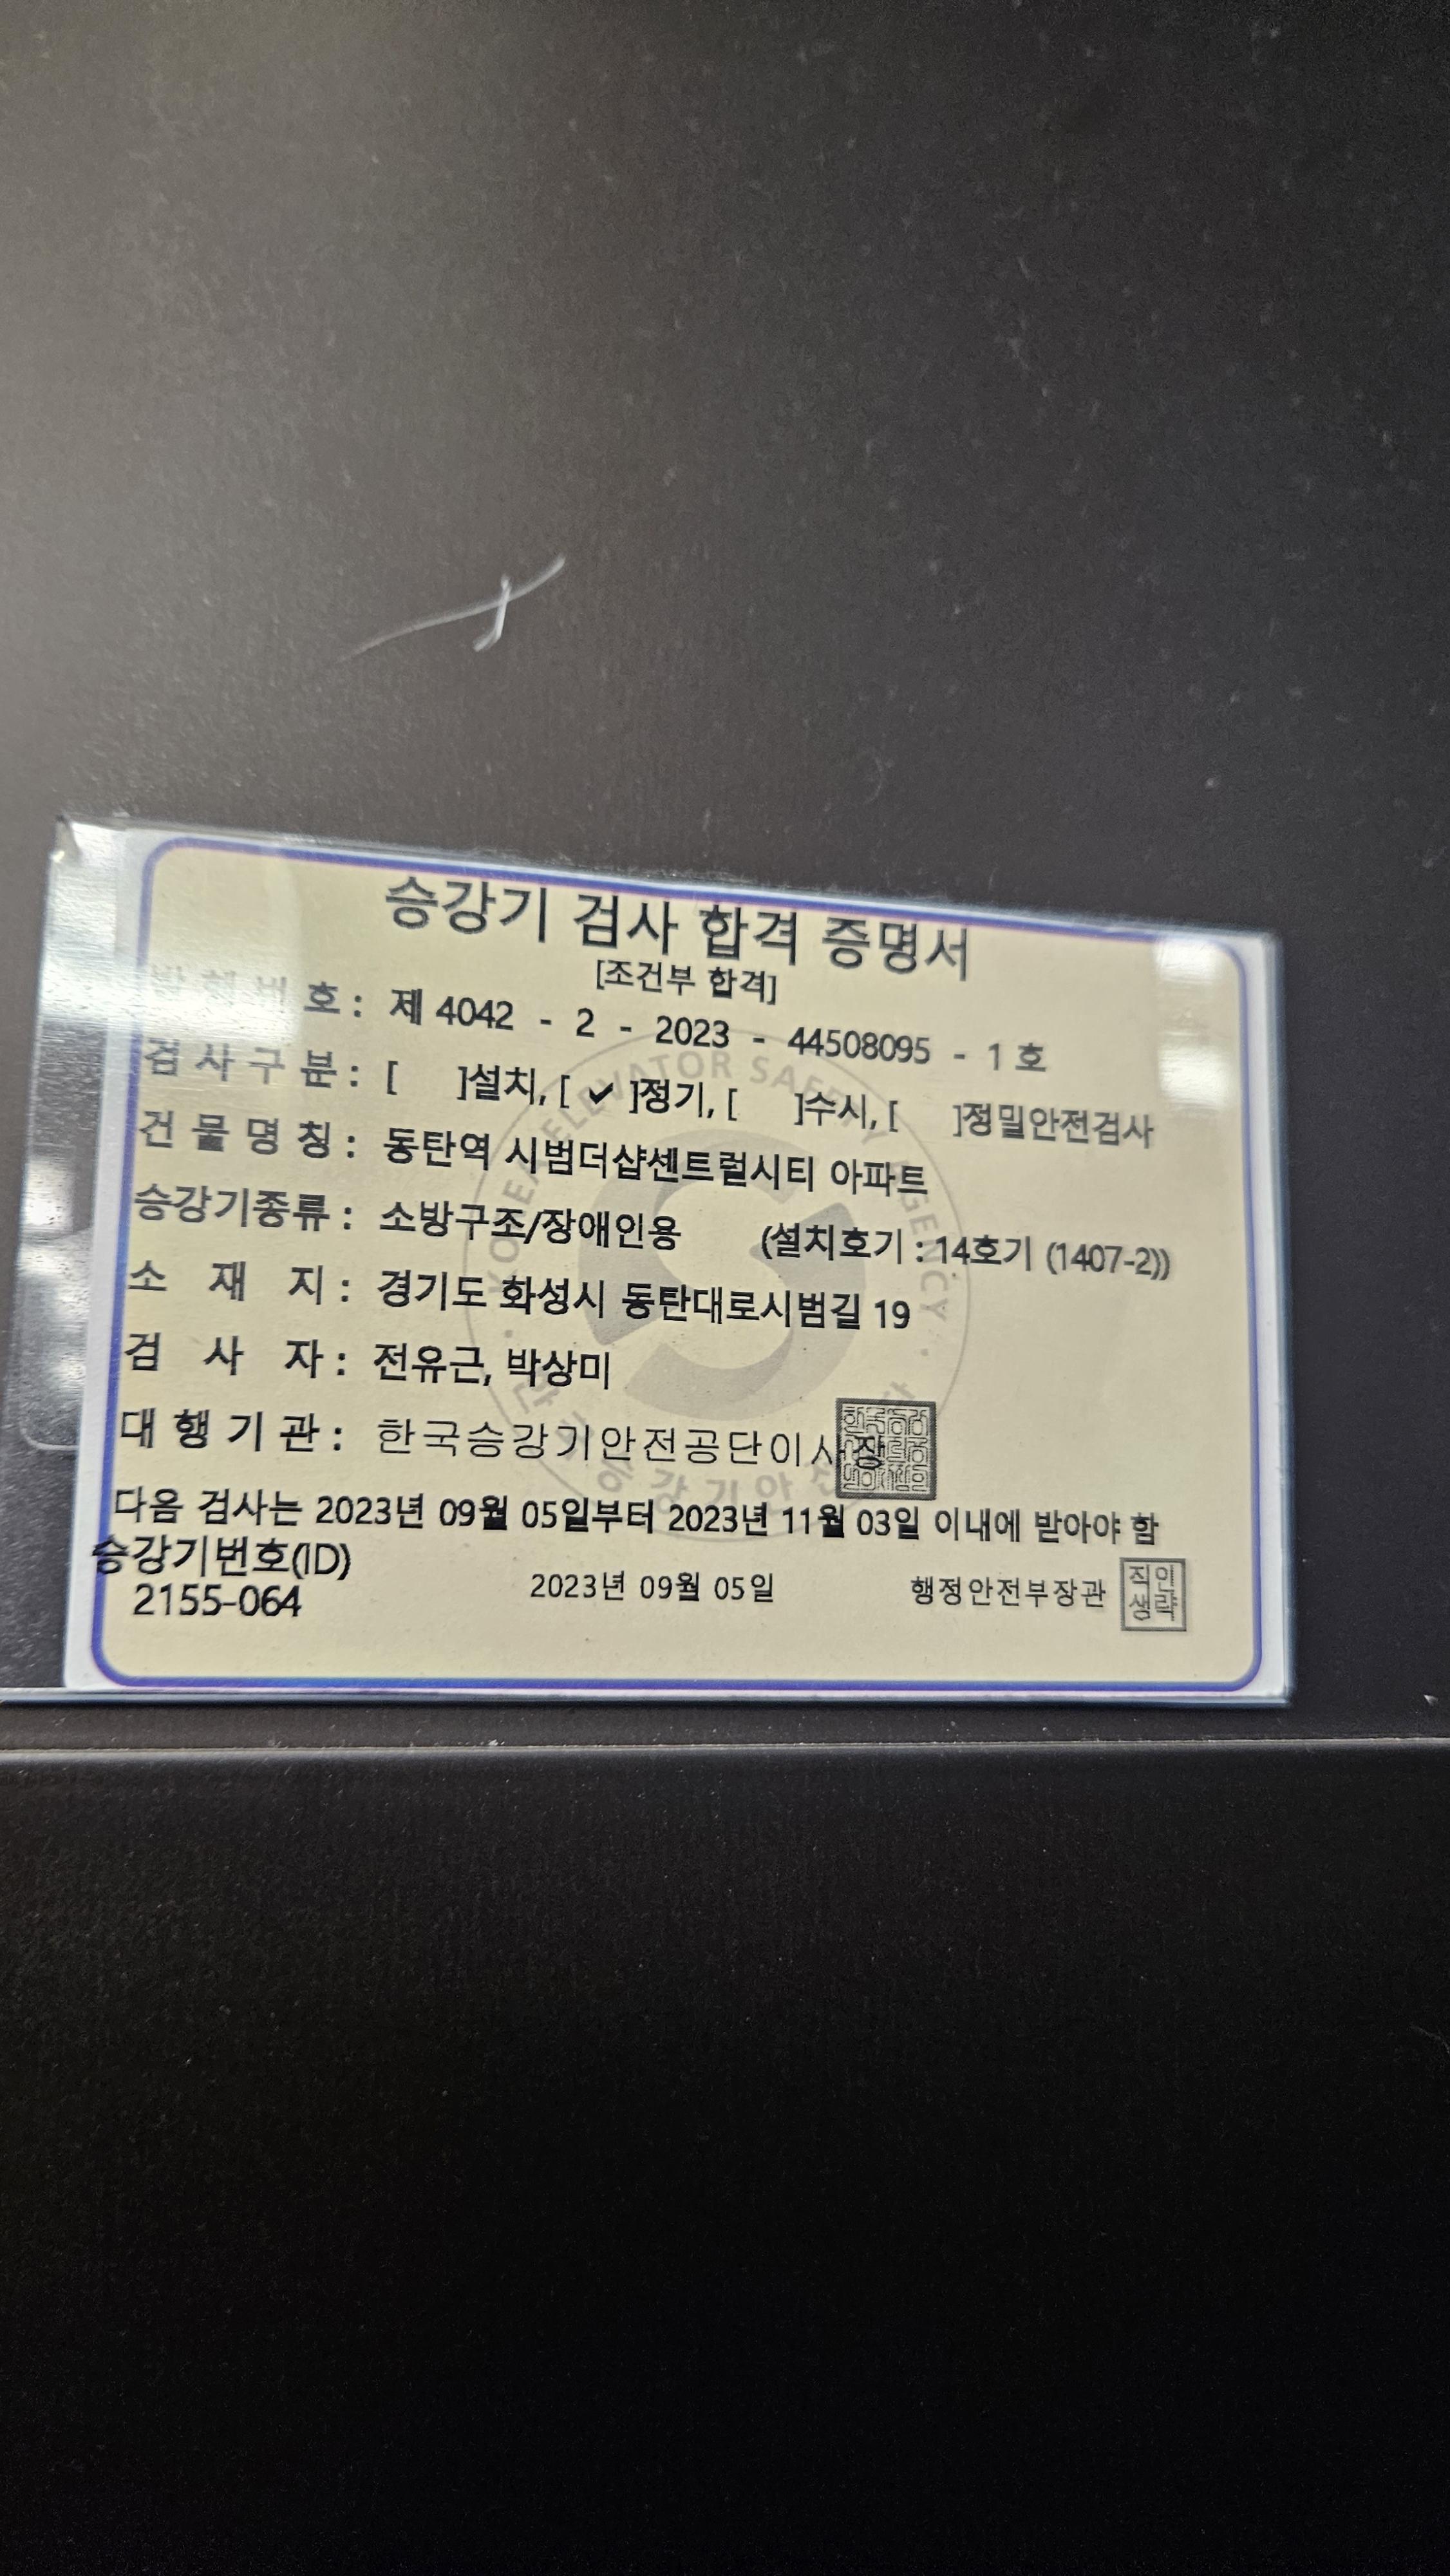 승강기 검사 합격 증명서
[조건부 합격]
발행번호 : 제 4042 - 2 - 2023 - 44508095 - 1 호
검사구분 : [ ]설치, [ ✔ ]정기, [ ]수시, [ ]정밀안전검사
건물명칭 : 동탄역 시범더샵센트럴시티 아파트
승강기종류 : 소방구조/장애인용 (설치호기 : 14호기 (1407-2))
소 재 지 : 경기도 화성시 동탄대로시범길 19
검 사 자 : 전유근, 박상미
대행기관 : 한국승강기안전공단이사장
다음 검사는 2023년 09월 05일부터 2023년 11월 03일 이내에 받아야 함
승강기번호(ID)
2155-064
2023년 09월 05일
행정안전부장관
직인
생략
KOREA ELEVATOR SAFETY AGENCY